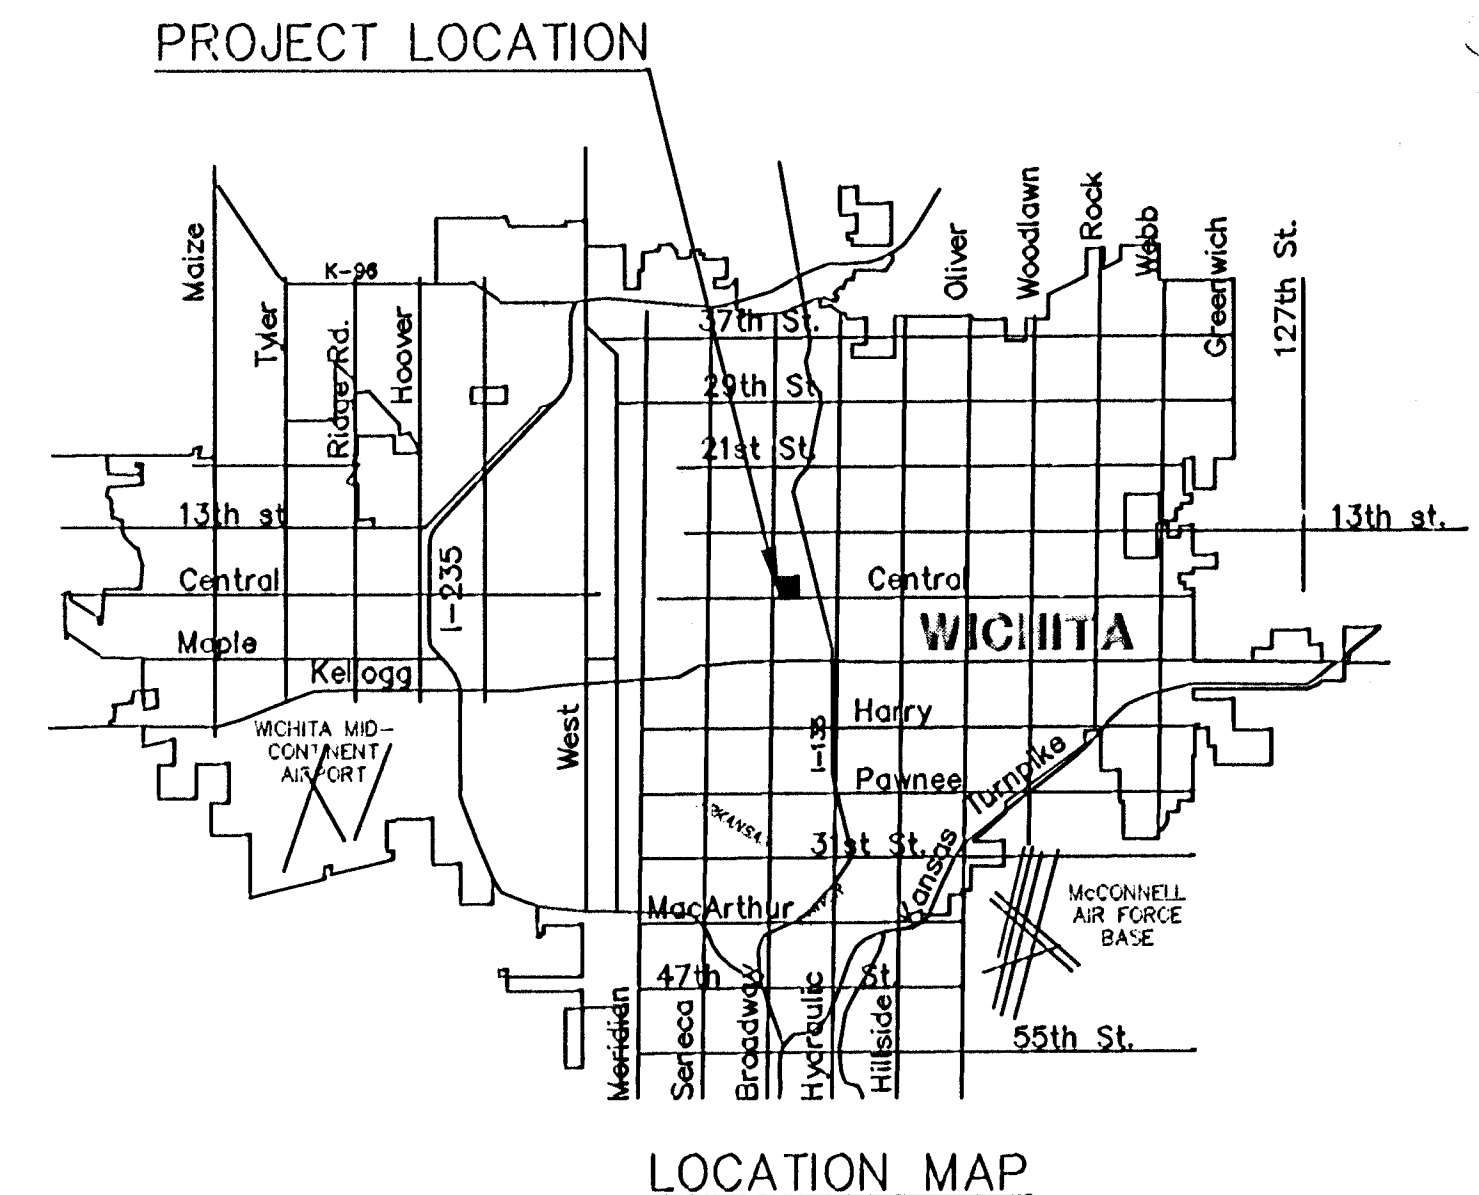 PROJECT LOCATION
Maize
Tyler
K-96
Ridge Rd.
Hoover
Oliver
Woodlawn
Rock
Webb
Greenwich
127th St.
37th St.
29th St.
21st St.
13th st
13th st.
Central
Central
I-235
WICHITA
Maple
Kellogg
West
I-135
Harry
WICHITA MID-
CONTINENT
AIRPORT
Pawnee
Turnpike
Kansas
31st St.
MacArthur
McCONNELL
AIR FORCE
BASE
47th St.
Meridian
Seneca
Broadway
Hydraulic
Hillside
55th St.
LOCATION MAP